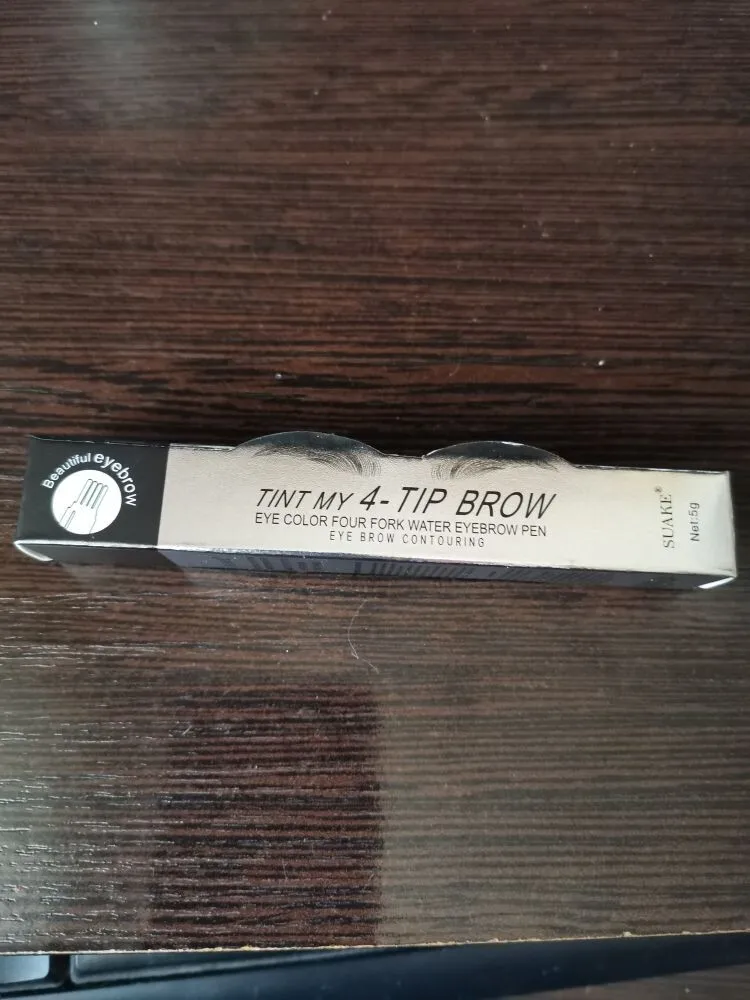 Beautiful eyebrow
TINT MY 4-TIP BROW
EYE COLOR FOUR FORK WATER EYEBROW PEN
EYE BROW CONTOURING
SUAKE®
Net:5g